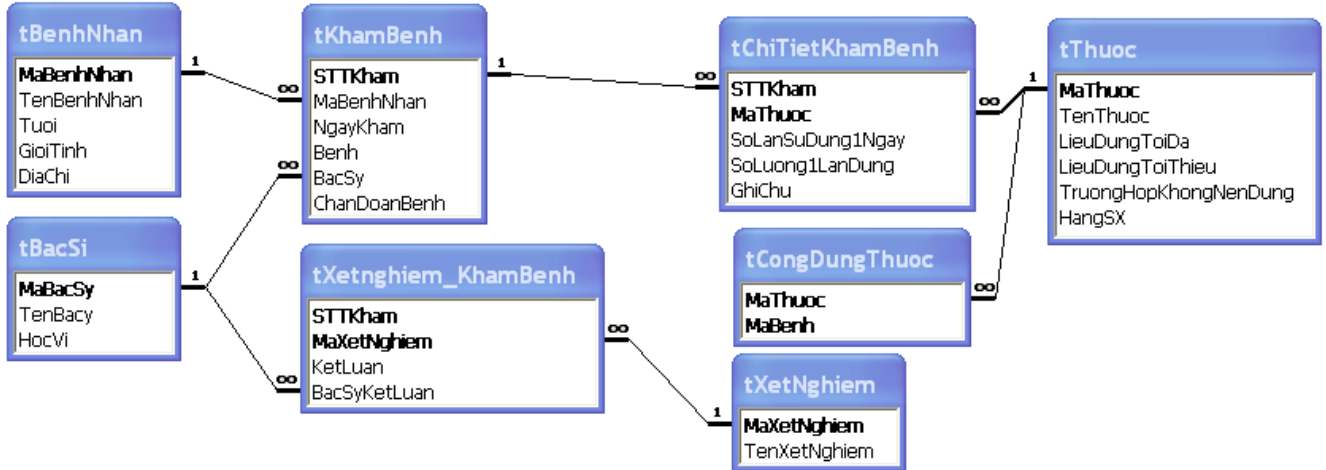 tBenhNhan
MaBenhNhan
TenBenhNhan
Tuoi
GioiTinh
DiaChi
tKhamBenh
STTKham
MaBenhNhan
NgayKham
Benh
BacSy
ChanDoanBenh
tChiTietKhamBenh
STTKham
MaThuoc
SoLanSuDung1Ngay
SoLuong1LanDung
GhiChu
tThuoc
MaThuoc
TenThuoc
LieuDungToiDa
LieuDungToiThieu
TruongHopKhongNenDung
HangSX
tBacSi
MaBacSy
TenBacy
HocVi
tXetnghiem_KhamBenh
STTKham
MaXetNghiem
KetLuan
BacSyKetLuan
tCongDungThuoc
MaThuoc
MaBenh
tXetNghiem
MaXetNghiem
TenXetNghiem
1
∞
1
∞
∞
1
∞
1
∞
∞
∞
1